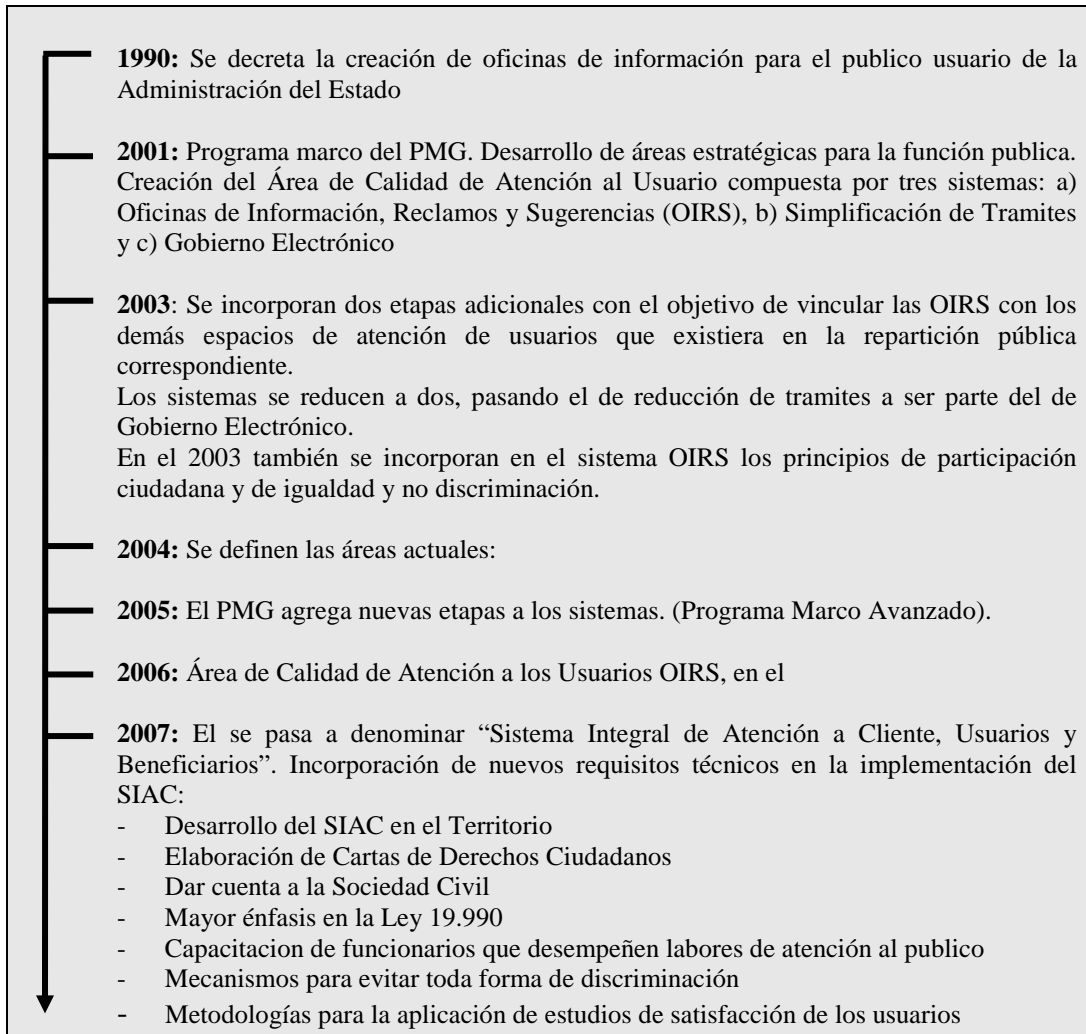 1990: Se decreta la creación de oficinas de información para el publico usuario de la
Administración del Estado
2001: Programa marco del PMG. Desarrollo de áreas estratégicas para la función publica.
Creación del Área de Calidad de Atención al Usuario compuesta por tres sistemas: a)
Oficinas de Información, Reclamos y Sugerencias (OIRS), b) Simplificación de Tramites
y c) Gobierno Electrónico
2003: Se incorporan dos etapas adicionales con el objetivo de vincular las OIRS con los
demás espacios de atención de usuarios que existiera en la repartición pública
correspondiente.
Los sistemas se reducen a dos, pasando el de reducción de tramites a ser parte del de
Gobierno Electrónico.
En el 2003 también se incorporan en el sistema OIRS los principios de participación
ciudadana y de igualdad y no discriminación.
2004: Se definen las áreas actuales:
2005: El PMG agrega nuevas etapas a los sistemas. (Programa Marco Avanzado).
2006: Área de Calidad de Atención a los Usuarios OIRS, en el
2007: El se pasa a denominar “Sistema Integral de Atención a Cliente, Usuarios y
Beneficiarios”. Incorporación de nuevos requisitos técnicos en la implementación del
SIAC:
- Desarrollo del SIAC en el Territorio
- Elaboración de Cartas de Derechos Ciudadanos
- Dar cuenta a la Sociedad Civil
- Mayor énfasis en la Ley 19.990
- Capacitacion de funcionarios que desempeñen labores de atención al publico
- Mecanismos para evitar toda forma de discriminación
- Metodologías para la aplicación de estudios de satisfacción de los usuarios